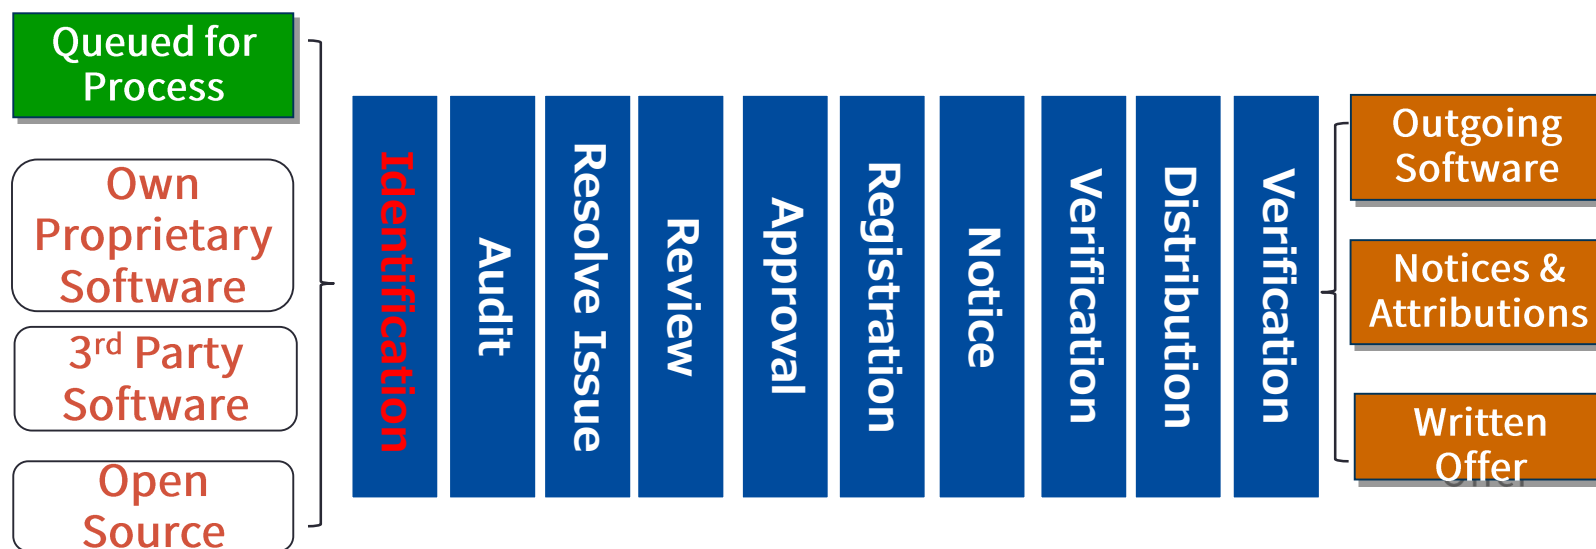 Queued for
Process
Own
Proprietary
Software
3rd Party
Software
Open
Source
Identification
Audit
Resolve Issue
Review
Approval
Registration
Notice
Verification
Distribution
Verification
Outgoing
Software
Notices &
Attributions
Written
Offer